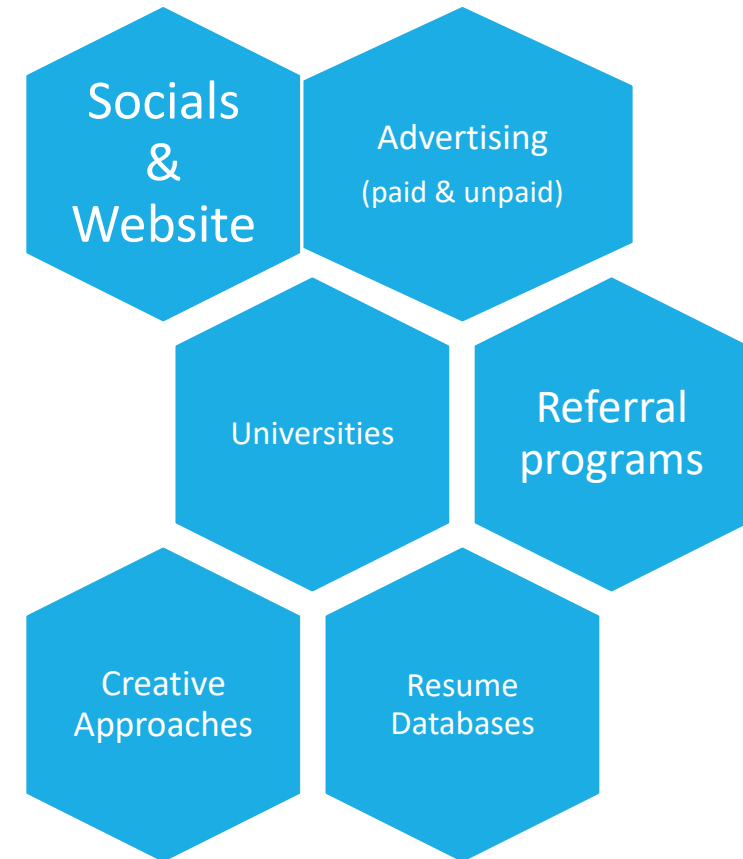 Socials
&
Website
Advertising
(paid & unpaid)
Universities
Referral
programs
Creative
Approaches
Resume
Databases